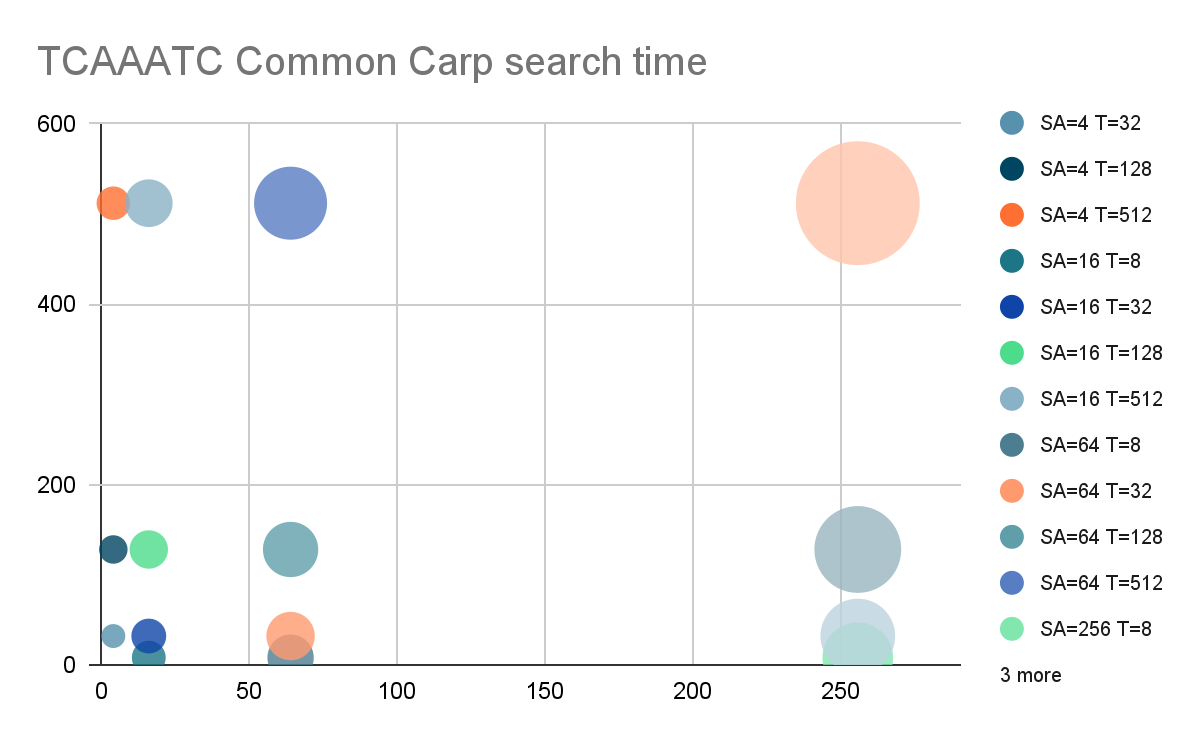 TCAAATC Common Carp search time
600
400
200
0
0 50 100 150 200 250
SA=4 T=32
SA=4 T=128
SA=4 T=512
SA=16 T=8
SA=16 T=32
SA=16 T=128
SA=16 T=512
SA=64 T=8
SA=64 T=32
SA=64 T=128
SA=64 T=512
SA=256 T=8
3 more